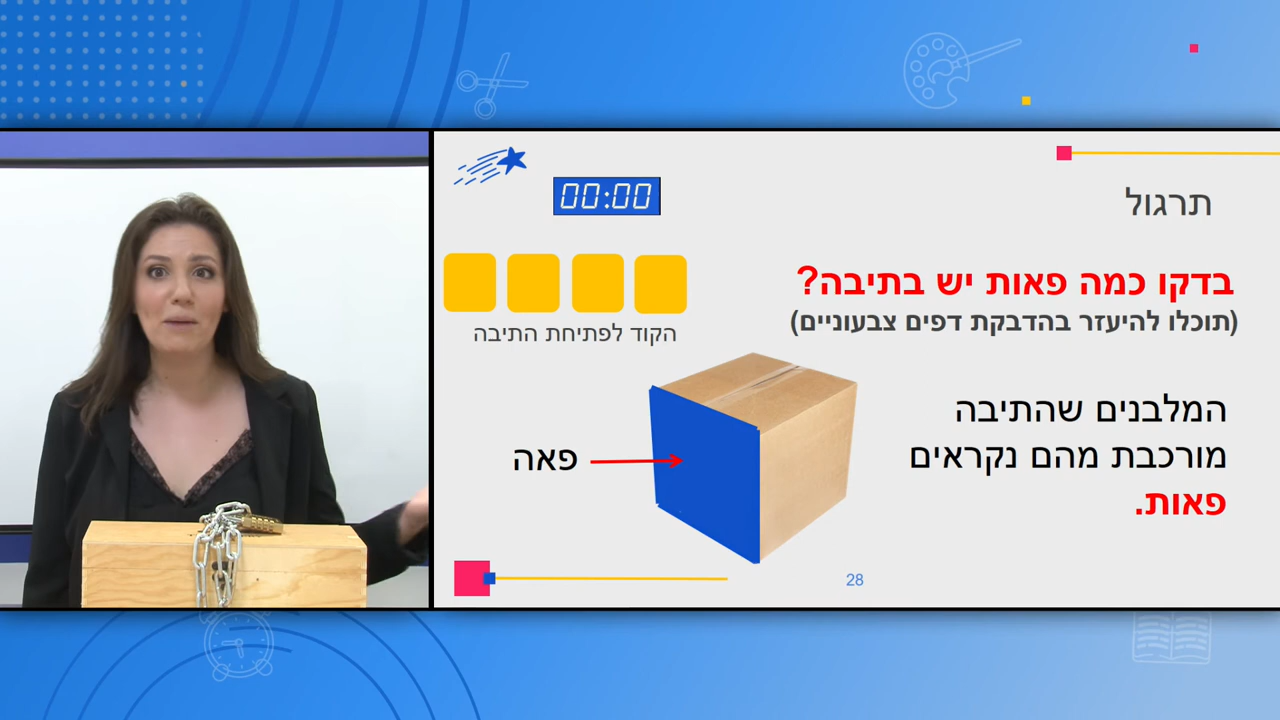 תרגול
00:00
בדקו כמה פאות יש בתיבה?
(תוכלו להיעזר בהדבקת דפים צבעוניים)
הקוד לפתיחת התיבה
המלבנים שהתיבה
מורכבת מהם נקראים
פאות.
פאה
28